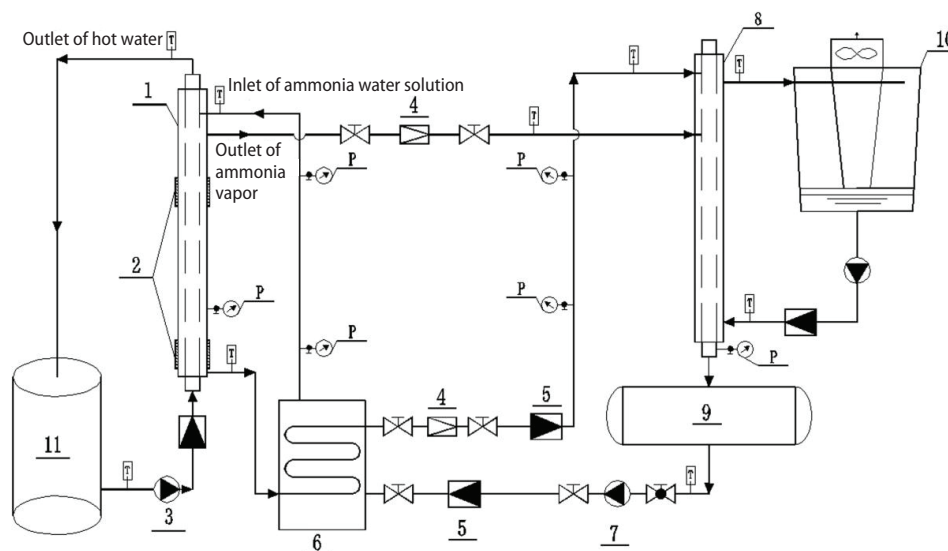 8
10
T
Outlet of hot water
T
T
T
Inlet of ammonia water solution
1
4
T
T
Outlet of
ammonia
vapor
P
P
2
P
P
T
P
T
P
P
4
5
9
11
T
T
3
6
5
7